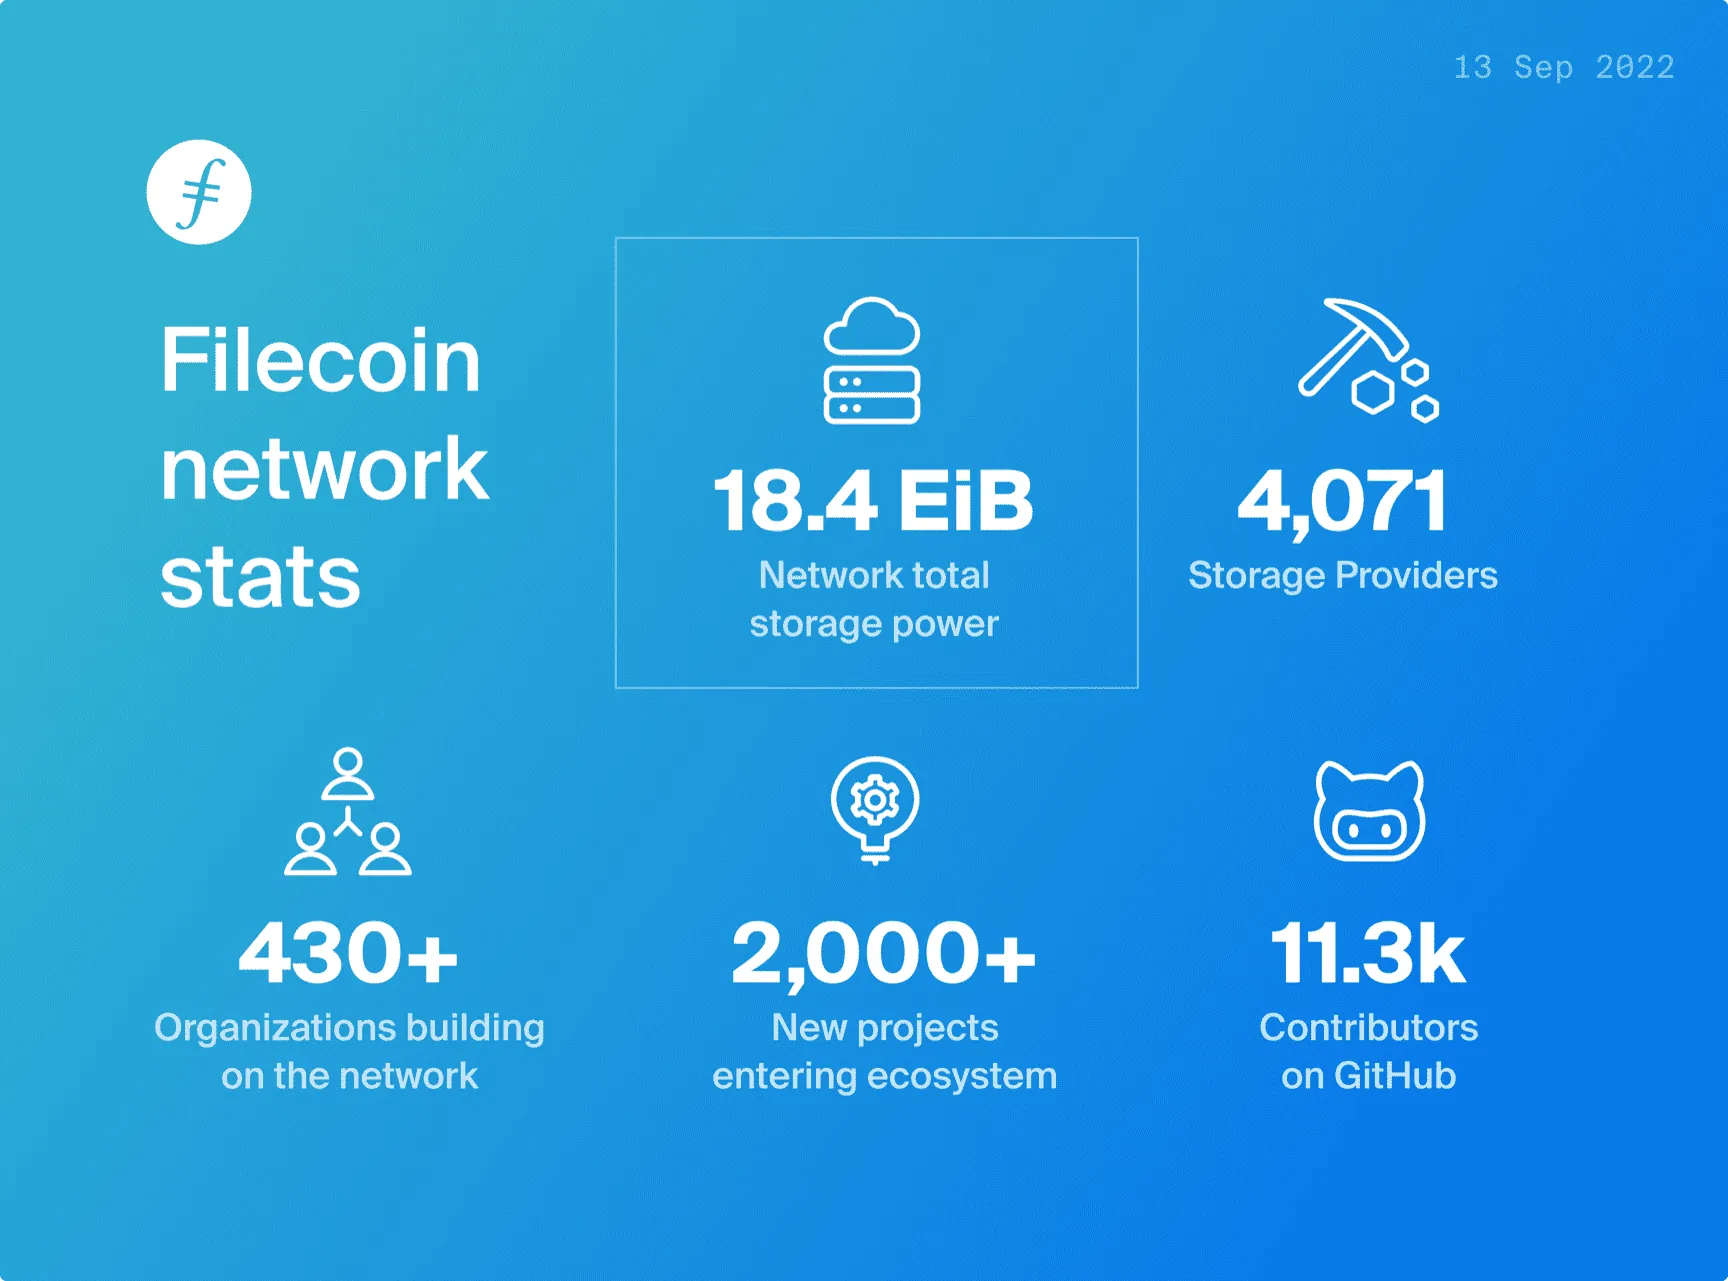 13 Sep 2022
Filecoin
network
stats
18.4 EiB
Network total
storage power
4,071
Storage Providers
430+
Organizations building
on the network
2,000+
New projects
entering ecosystem
11.3k
Contributors
on GitHub